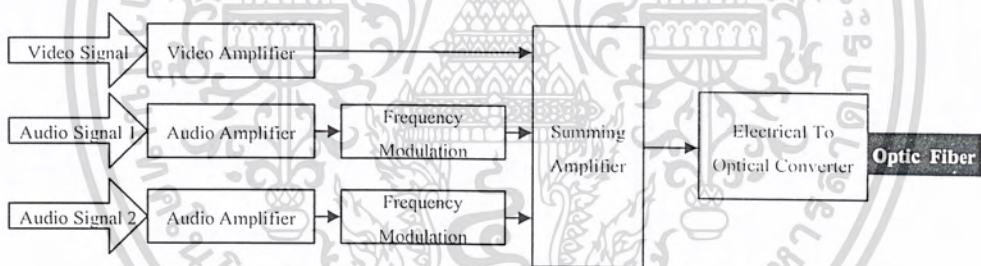 Video Signal
Video Amplifier
Audio Signal 1
Audio Amplifier
Frequency
Modulation
Audio Signal 2
Audio Amplifier
Frequency
Modulation
Summing
Amplifier
Electrical To
Optical Converter
Optic Fiber